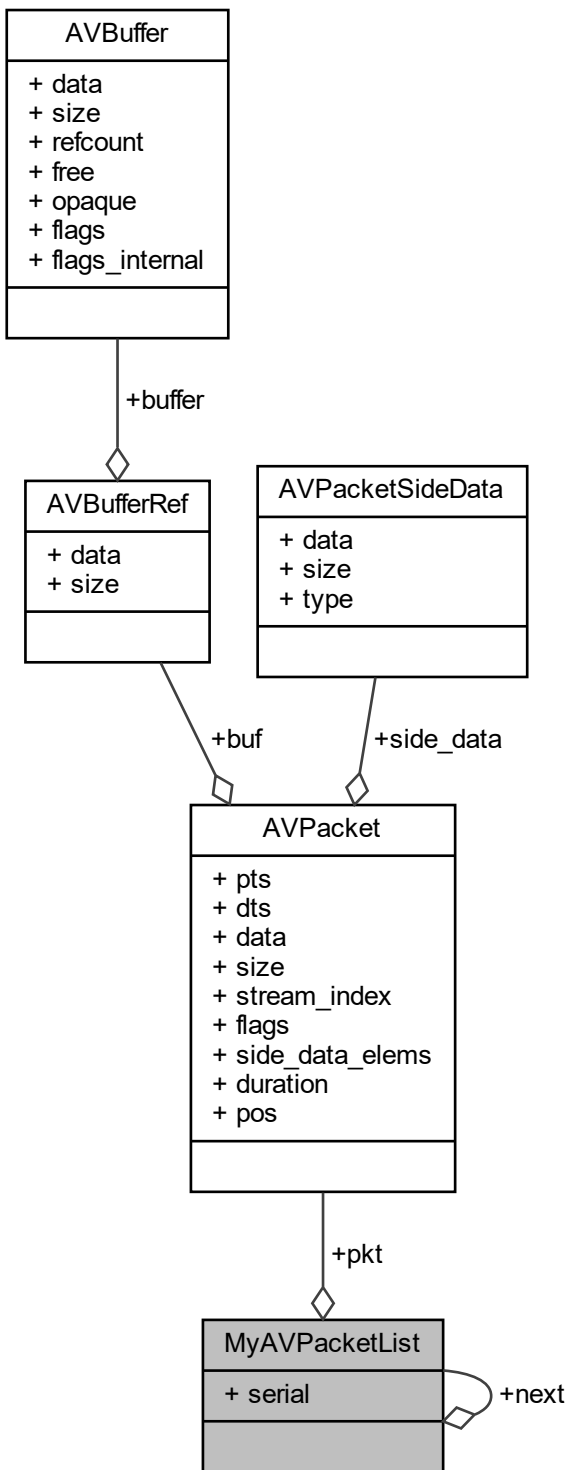 AVBuffer
+ data
+ size
+ refcount
+ free
+ opaque
+ flags
+ flags_internal
+buffer
AVBufferRef
+ data
+ size
AVPacketSideData
+ data
+ size
+ type
+buf
+side_data
AVPacket
+ pts
+ dts
+ data
+ size
+ stream_index
+ flags
+ side_data_elems
+ duration
+ pos
+pkt
MyAVPacketList
+ serial
+next